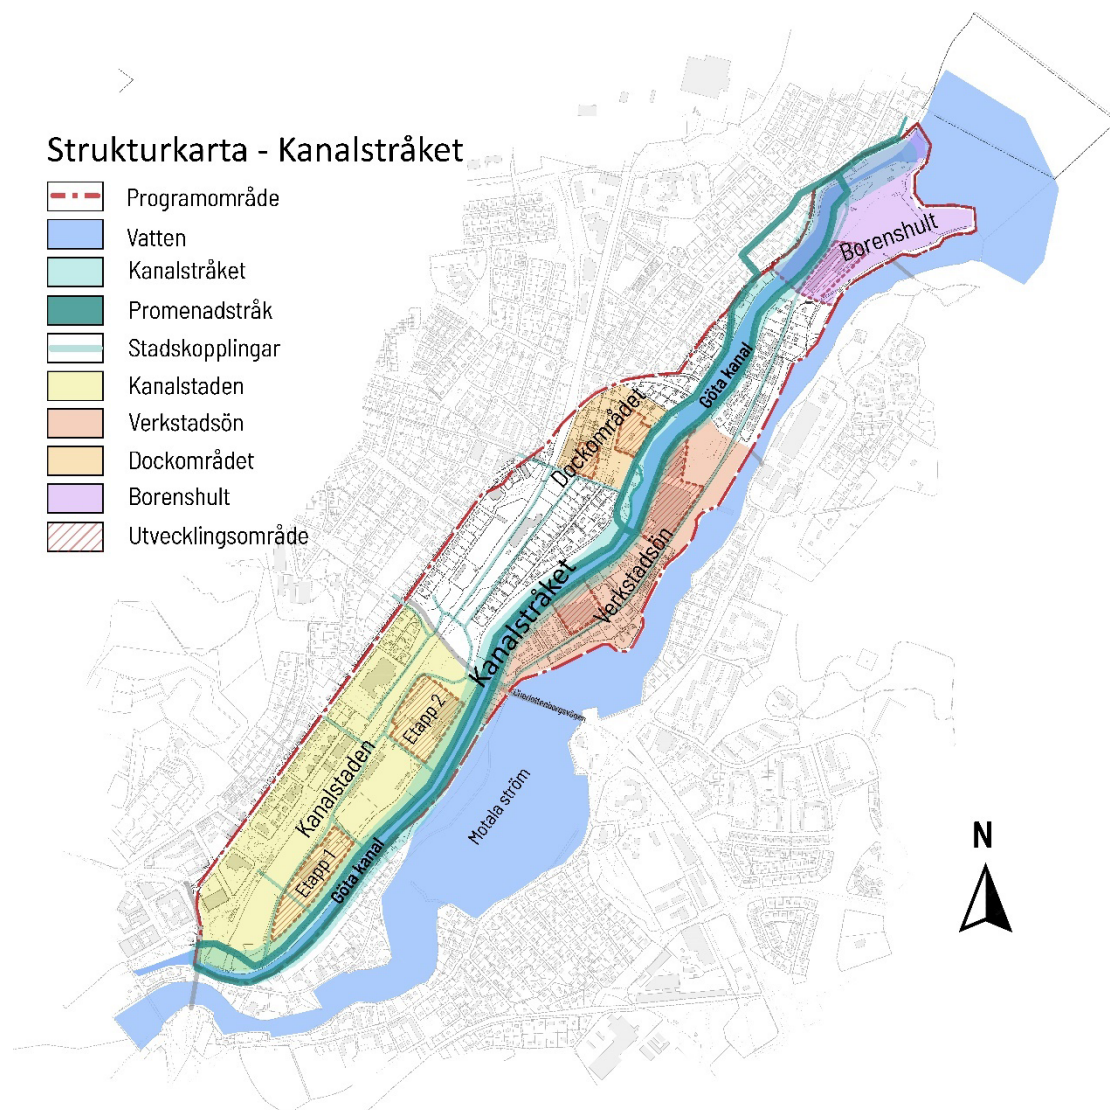 Strukturkarta - Kanalstråket
Programområde
Vatten
Kanalstråket
Promenadstråk
Stadskopplingar
Kanalstaden
Verkstadsön
Dockområdet
Borenshult
Utvecklingsområde
Borenshult
Göta kanal
Dockområdet
Verkstadsön
Kanalstråket
Charlottenborgsvägen
Etapp 2
Kanalstaden
Motala ström
Etapp 1
Göta kanal
N